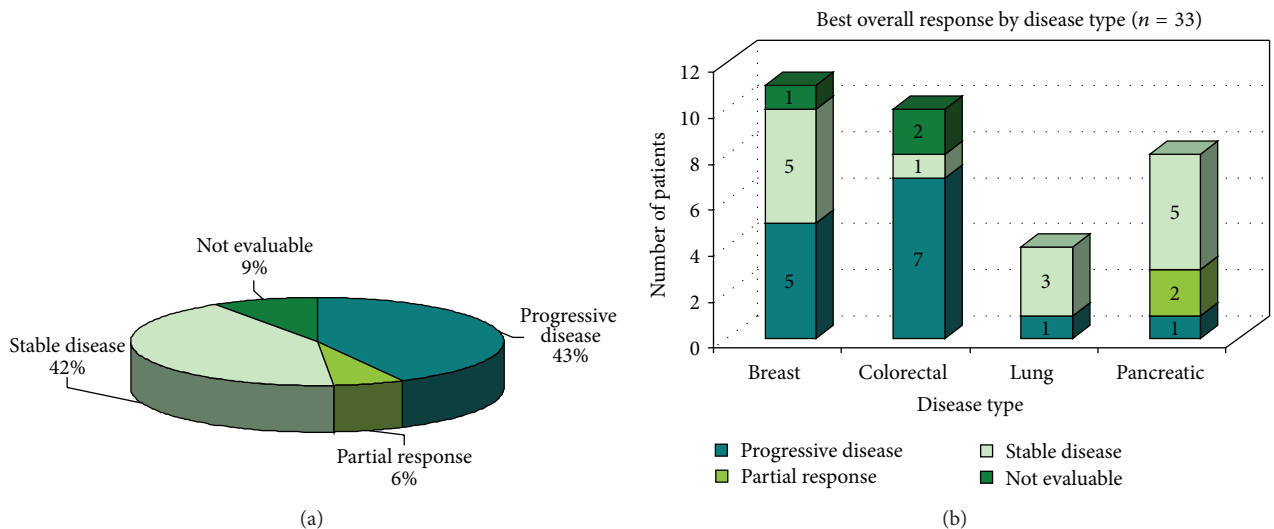 Not evaluable
9%
Progressive
disease
43%
Stable disease
42%
Partial response
6%
(a)
Best overall response by disease type (n = 33)
Number of patients
12
10
8
6
4
2
0
1
5
5
2
1
7
3
1
5
2
1
Breast
Colorectal
Lung
Pancreatic
Disease type
Progressive disease
Stable disease
Partial response
Not evaluable
(b)